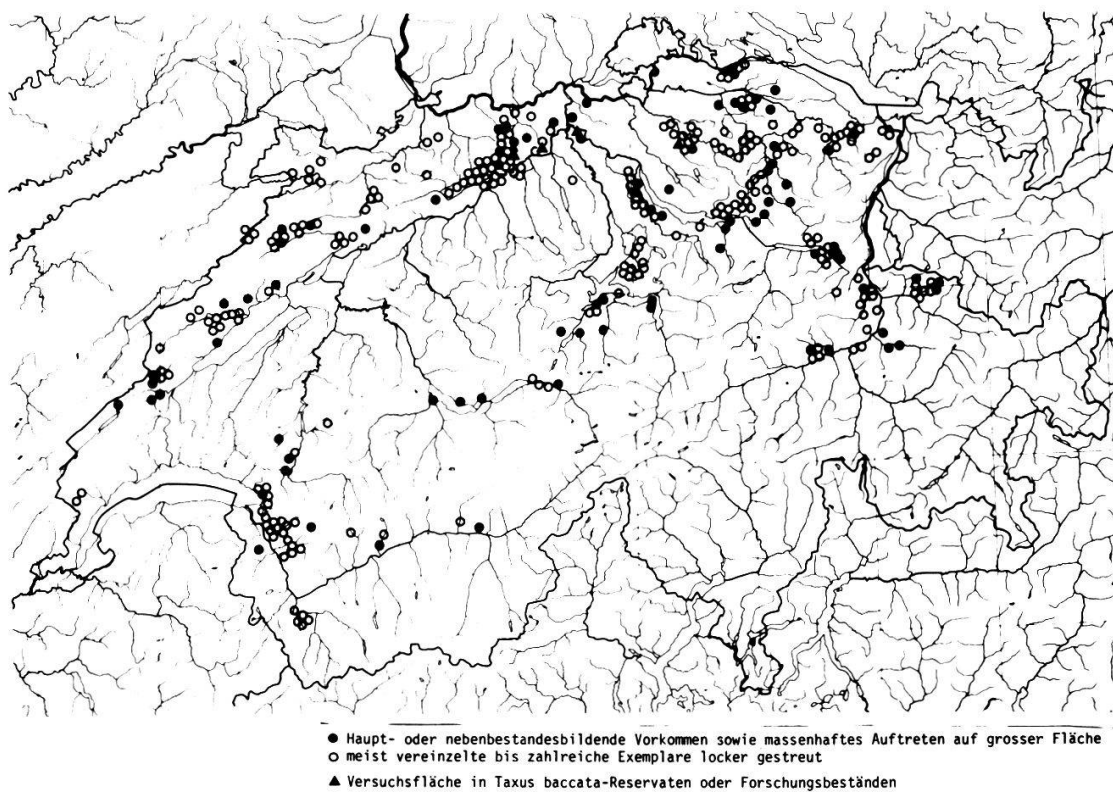 ● Haupt- oder nebenbestandesbildende Vorkommen sowie massenhaftes Auftreten auf grosser Fläche
○ meist vereinzelte bis zahlreiche Exemplare locker gestreut
▲ Versuchsfläche in Taxus baccata-Reservaten oder Forschungsbeständen